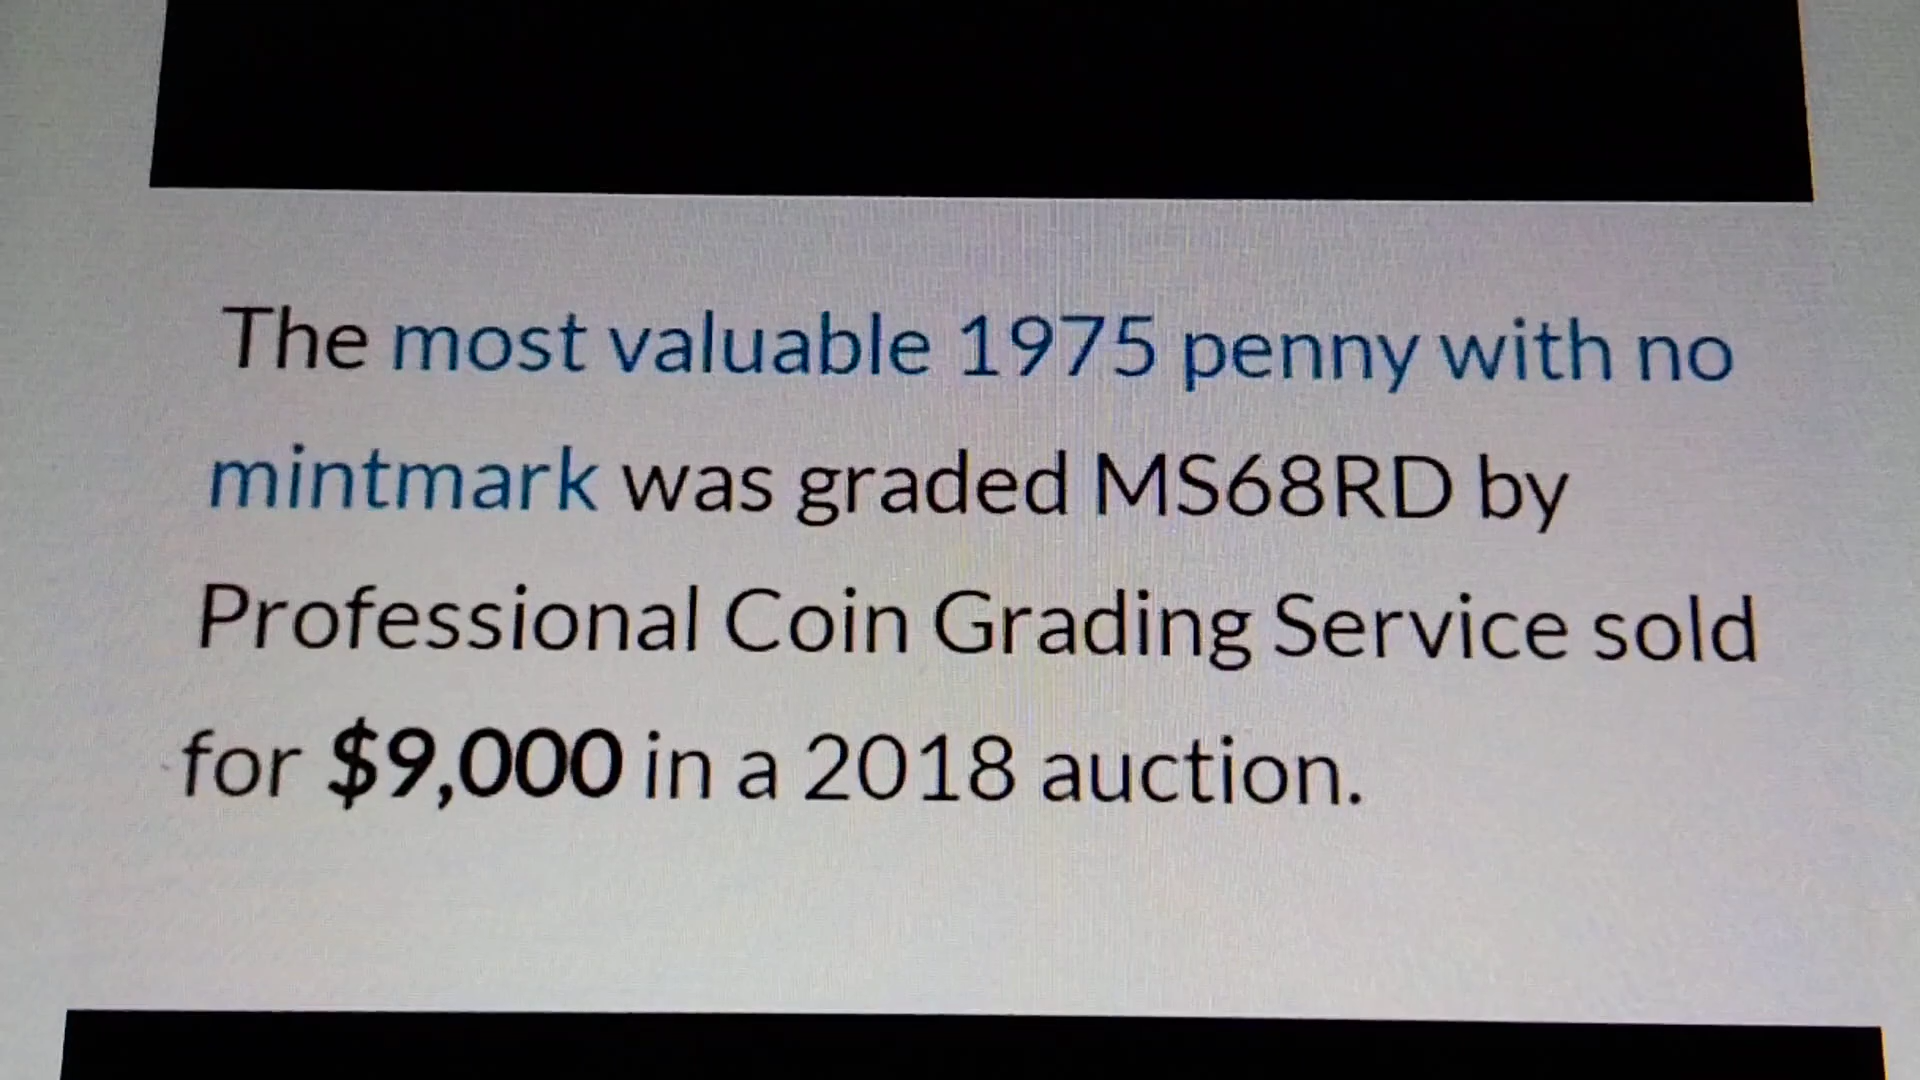 The most valuable 1975 penny with no
mintmark was graded MS68RD by
Professional Coin Grading Service sold
for $9,000 in a 2018 auction.